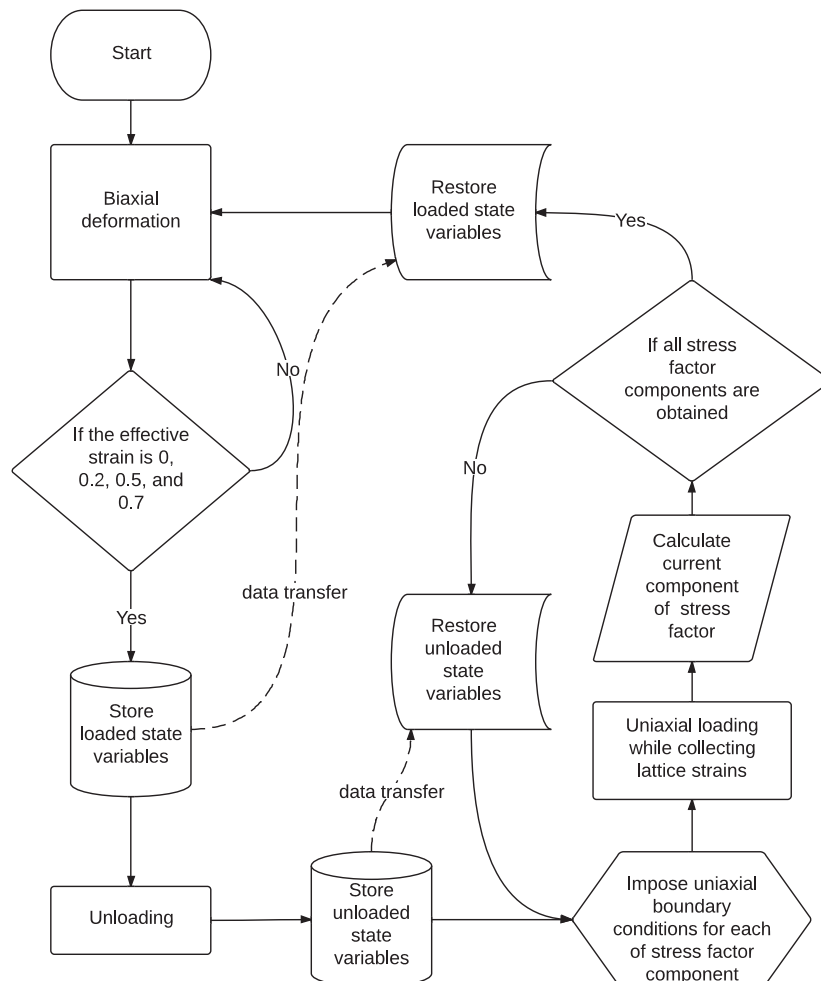 Start
Biaxial
deformation
Restore
loaded state
variables
Yes
If all stress
factor
components are
obtained
No
If the effective
strain is 0,
0.2, 0.5, and
0.7
No
data transfer
Yes
Calculate
current
component
of stress
factor
Restore
unloaded
state
variables
Store
loaded state
variables
Uniaxial loading
while collecting
lattice strains
data transfer
Unloading
Store
unloaded
state
variables
Impose uniaxial
boundary
conditions for each
of stress factor
component